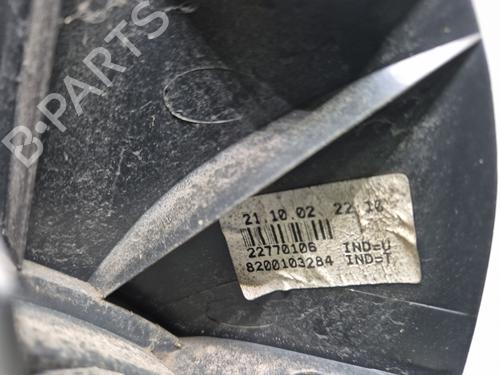 B-PARTS
21.10.02 22.10
22770106 IND=U
8200103284 IND=T